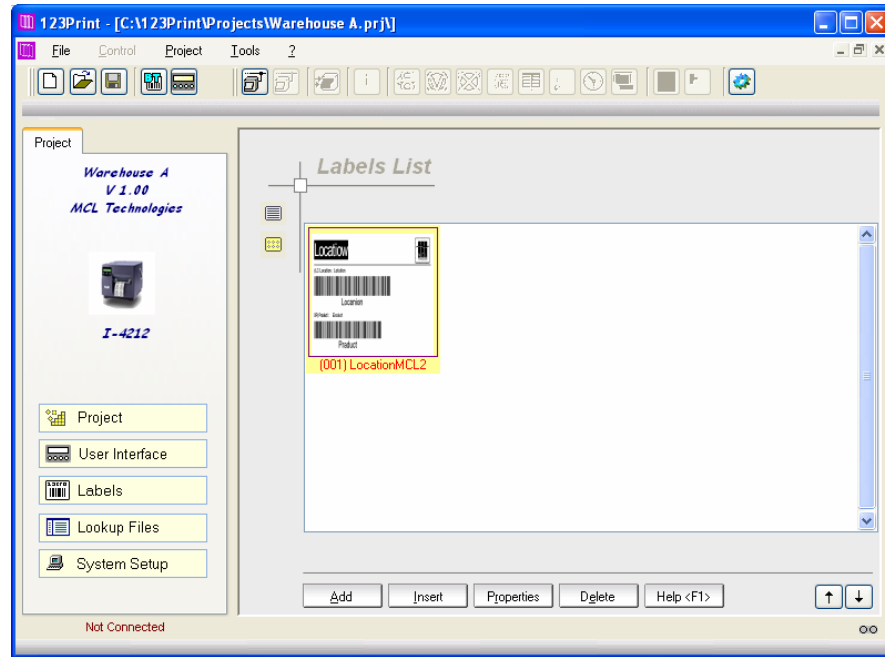 123Print - [C:\123Print\Projects\Warehouse A.prj\]
File Control Project Tools ?
Project
Warehouse A
V 1.00
MCL Technologies
I-4212
Project
User Interface
Labels
Lookup Files
System Setup
Not Connected
Labels List
Location
Product
Product
(001) LocationMCL2
Add Insert Properties Delete Help <F1>